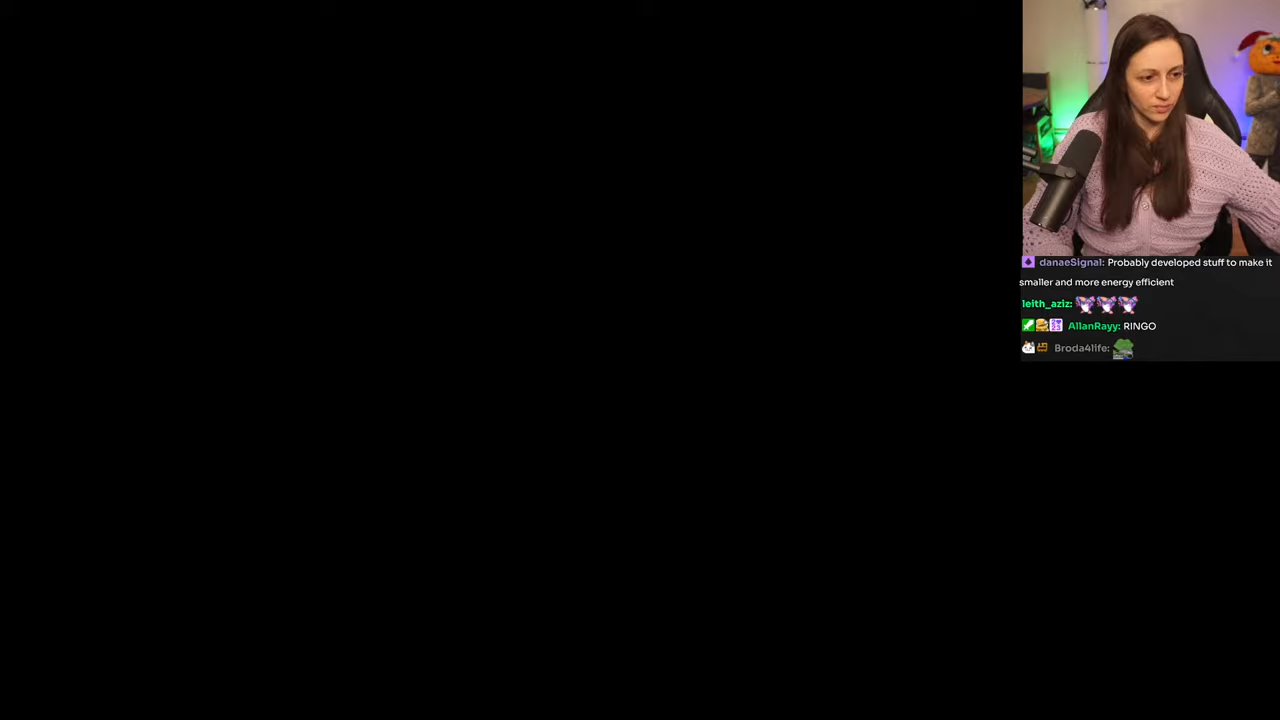 danaeSignal: Probably developed stuff to make it
smaller and more energy efficient
leith_aziz:
AllanRayy: RINGO
Broda4life: